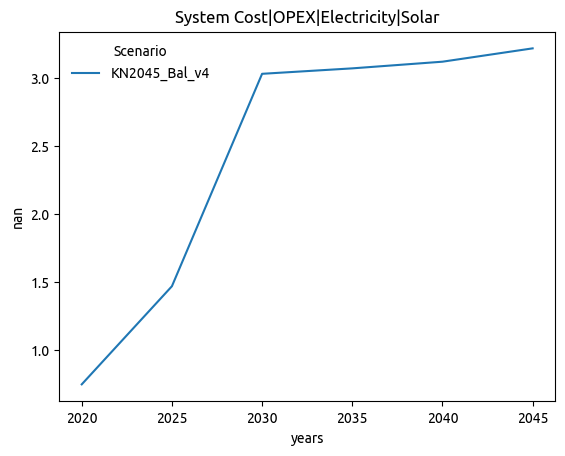 System Cost|OPEX|Electricity|Solar
Scenario
KN2045_Bal_v4
3.0
2.5
2.0
1.5
1.0
nan
2020 2025 2030 2035 2040 2045
years